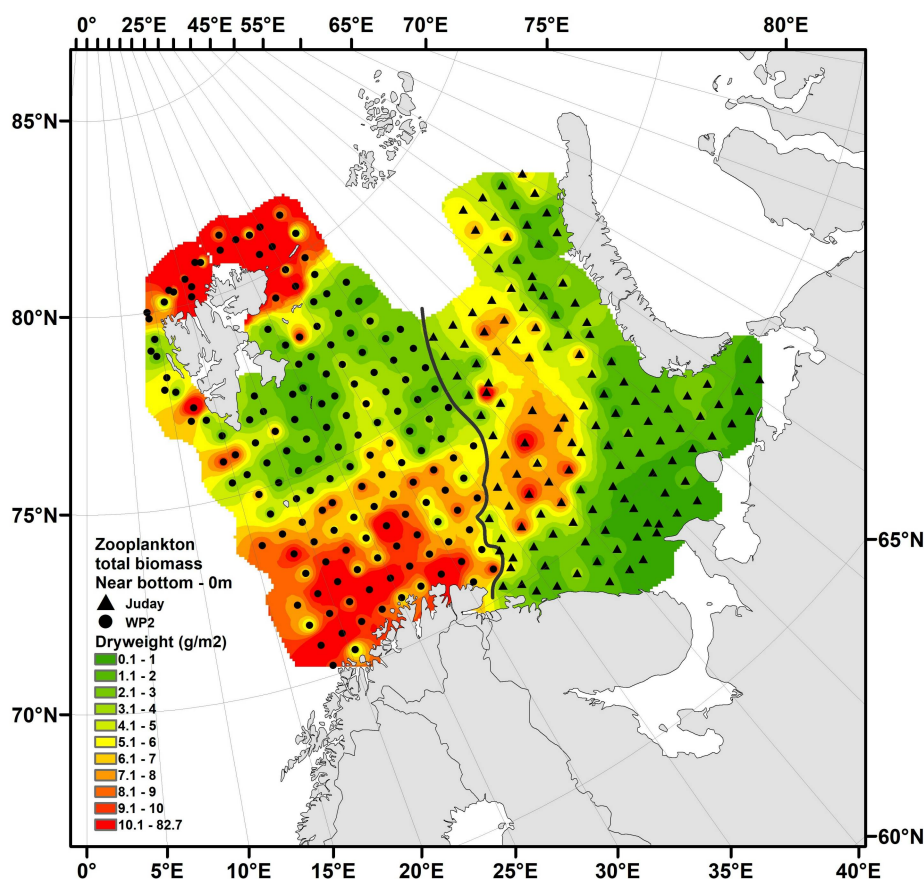 0° 25°E 45°E 55°E 65°E 70°E 75°E 80°E
85°N
80°N
75°N
65°N
Zooplankton
total biomass
Near bottom - 0m
Juday
WP2
Dryweight (g/m2)
0.1 - 1
1.1 - 2
2.1 - 3
3.1 - 4
4.1 - 5
5.1 - 6
6.1 - 7
7.1 - 8
8.1 - 9
9.1 - 10
10.1 - 82.7
70°N
60°N
0° 5°E 10°E 15°E 20°E 25°E 30°E 35°E 40°E